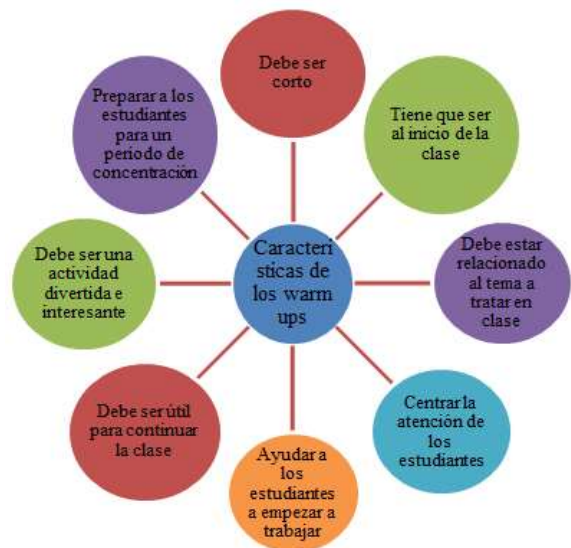 Debe ser
corto
Tiene que ser
al inicio de la
clase
Debe estar
relacionado
al tema a
tratar en
clase
Centrar la
atención de
los
estudiantes
Ayudar a
los
estudiantes
a empezar a
trabajar
Debe ser útil
para continuar
la clase
Debe ser una
actividad
divertida e
interesante
Preparar a los
estudiantes
para un
periodo de
concentración
Caracterí
sticas de
los warm
ups